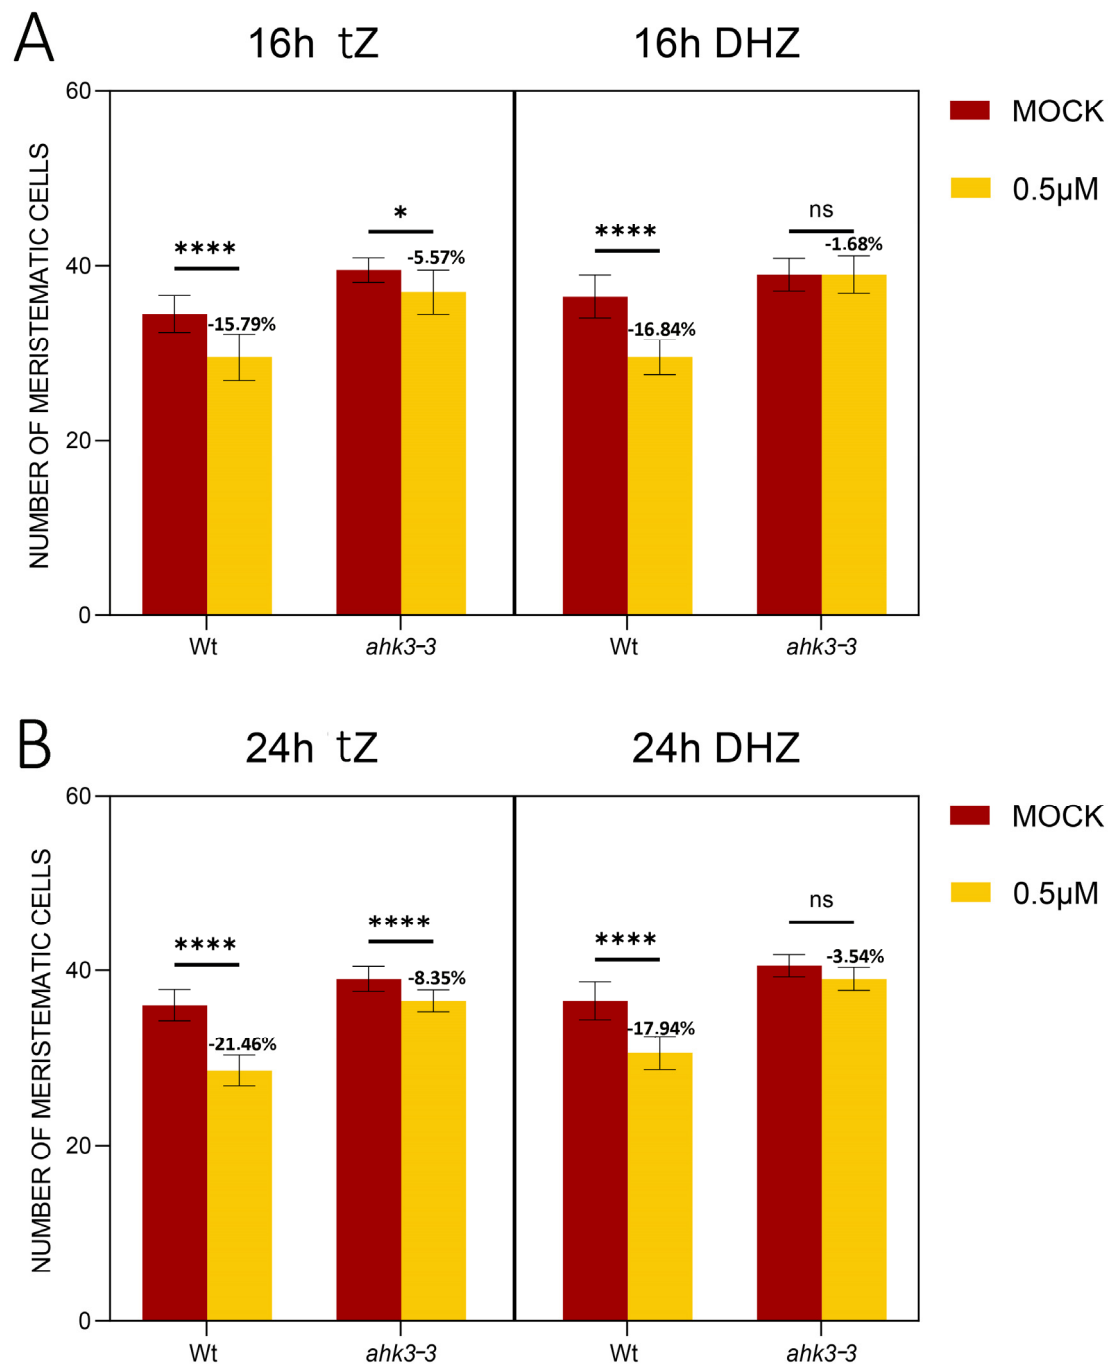 A
16h tZ
16h DHZ
NUMBER OF MERISTEMATIC CELLS
60
40
20
0
****
-15.79%
*
-5.57%
****
-16.84%
ns
-1.68%
Wt
ahk3-3
Wt
ahk3-3
MOCK
0.5µM
B
24h tZ
24h DHZ
NUMBER OF MERISTEMATIC CELLS
60
40
20
0
****
-21.46%
****
-8.35%
****
-17.94%
ns
-3.54%
Wt
ahk3-3
Wt
ahk3-3
MOCK
0.5µM